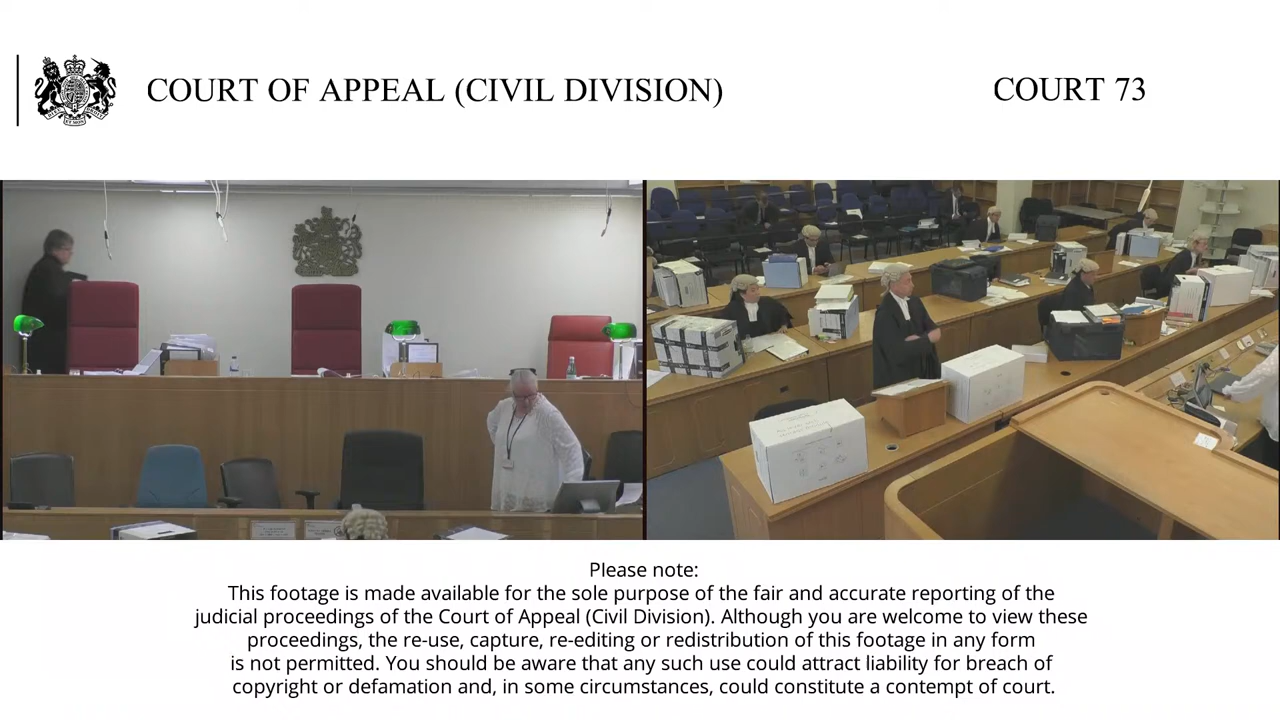 COURT OF APPEAL (CIVIL DIVISION)
COURT 73
Please note:
This footage is made available for the sole purpose of the fair and accurate reporting of the
judicial proceedings of the Court of Appeal (Civil Division). Although you are welcome to view these
proceedings, the re-use, capture, re-editing or redistribution of this footage in any form
is not permitted. You should be aware that any such use could attract liability for breach of
copyright or defamation and, in some circumstances, could constitute a contempt of court.